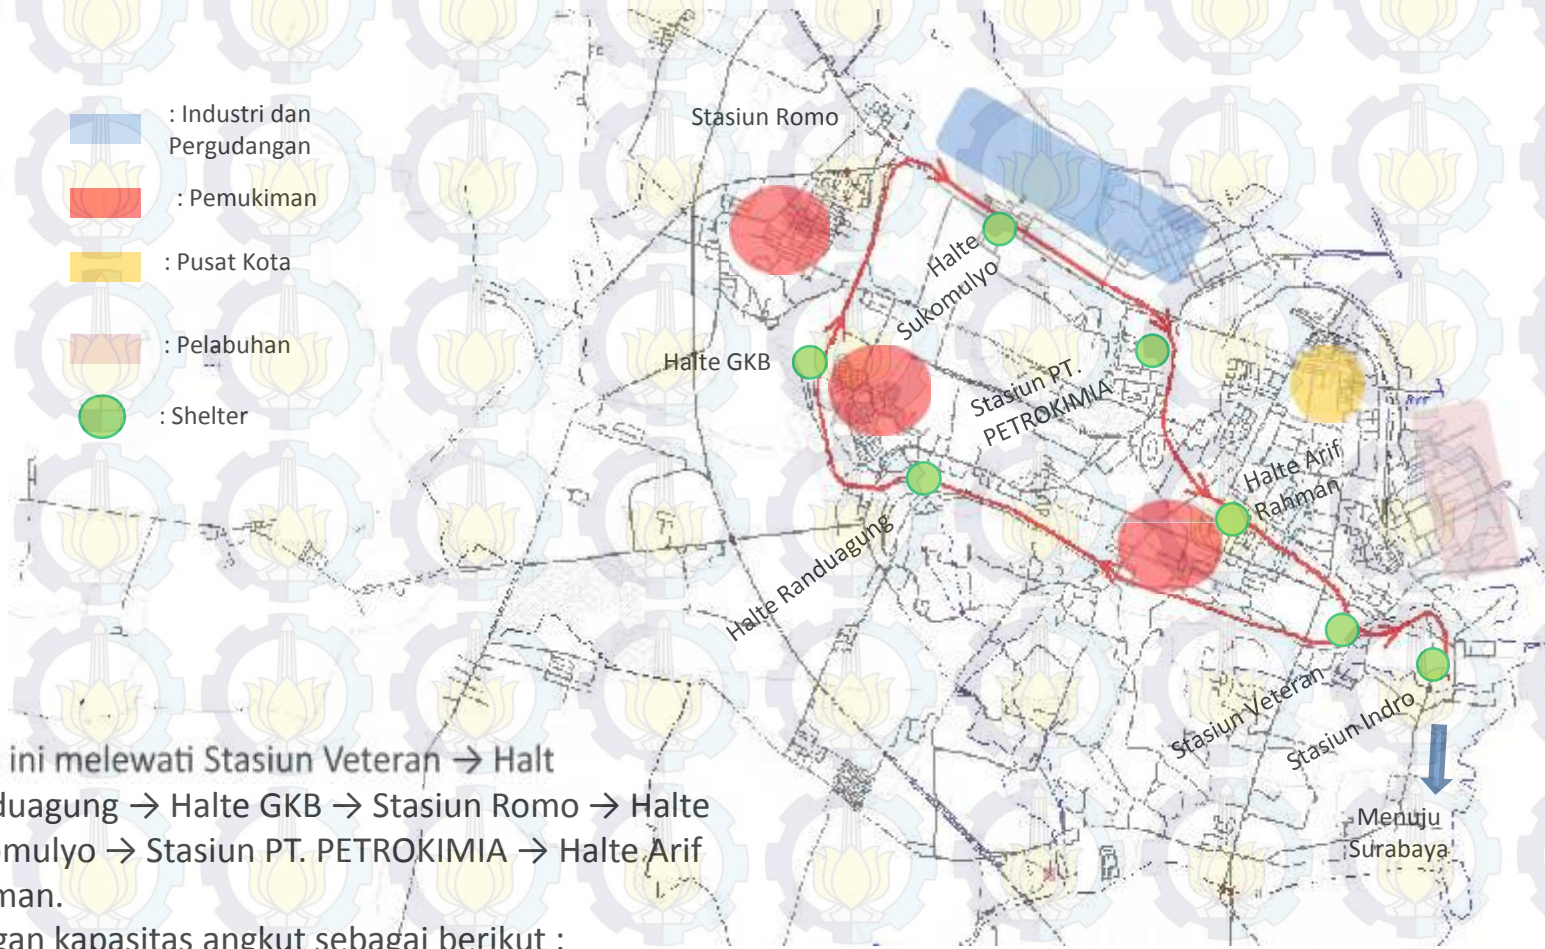 : Industri dan
Pergudangan
: Pemukiman
: Pusat Kota
: Pelabuhan
: Shelter
Stasiun Romo
Halte
Sukomulyo
Halte GKB
Stasiun PT.
PETROKIMIA
Halte Arif
Rahman
Halte Randuagung
Stasiun Veteran
Stasiun Indro
Menuju
Surabaya
ini melewati Stasiun Veteran → Halt
duagung → Halte GKB → Stasiun Romo → Halte
omulyo → Stasiun PT. PETROKIMIA → Halte Arif
man.
gan kapasitas angkut sebagai berikut :